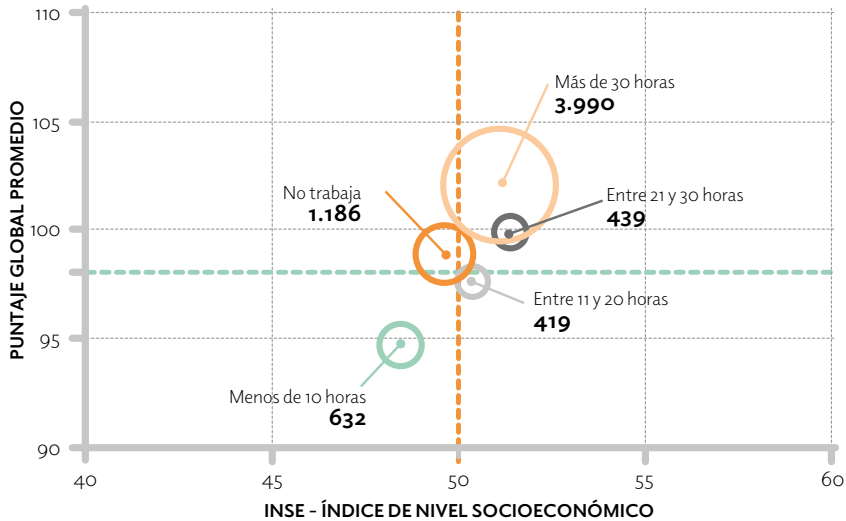 110
105
100
95
90
PUNTAJE GLOBAL PROMEDIO
Más de 30 horas
3.990
No trabaja
1.186
Entre 21 y 30 horas
439
Entre 11 y 20 horas
419
Menos de 10 horas
632
40
45
50
55
60
INSE - ÍNDICE DE NIVEL SOCIOECONÓMICO